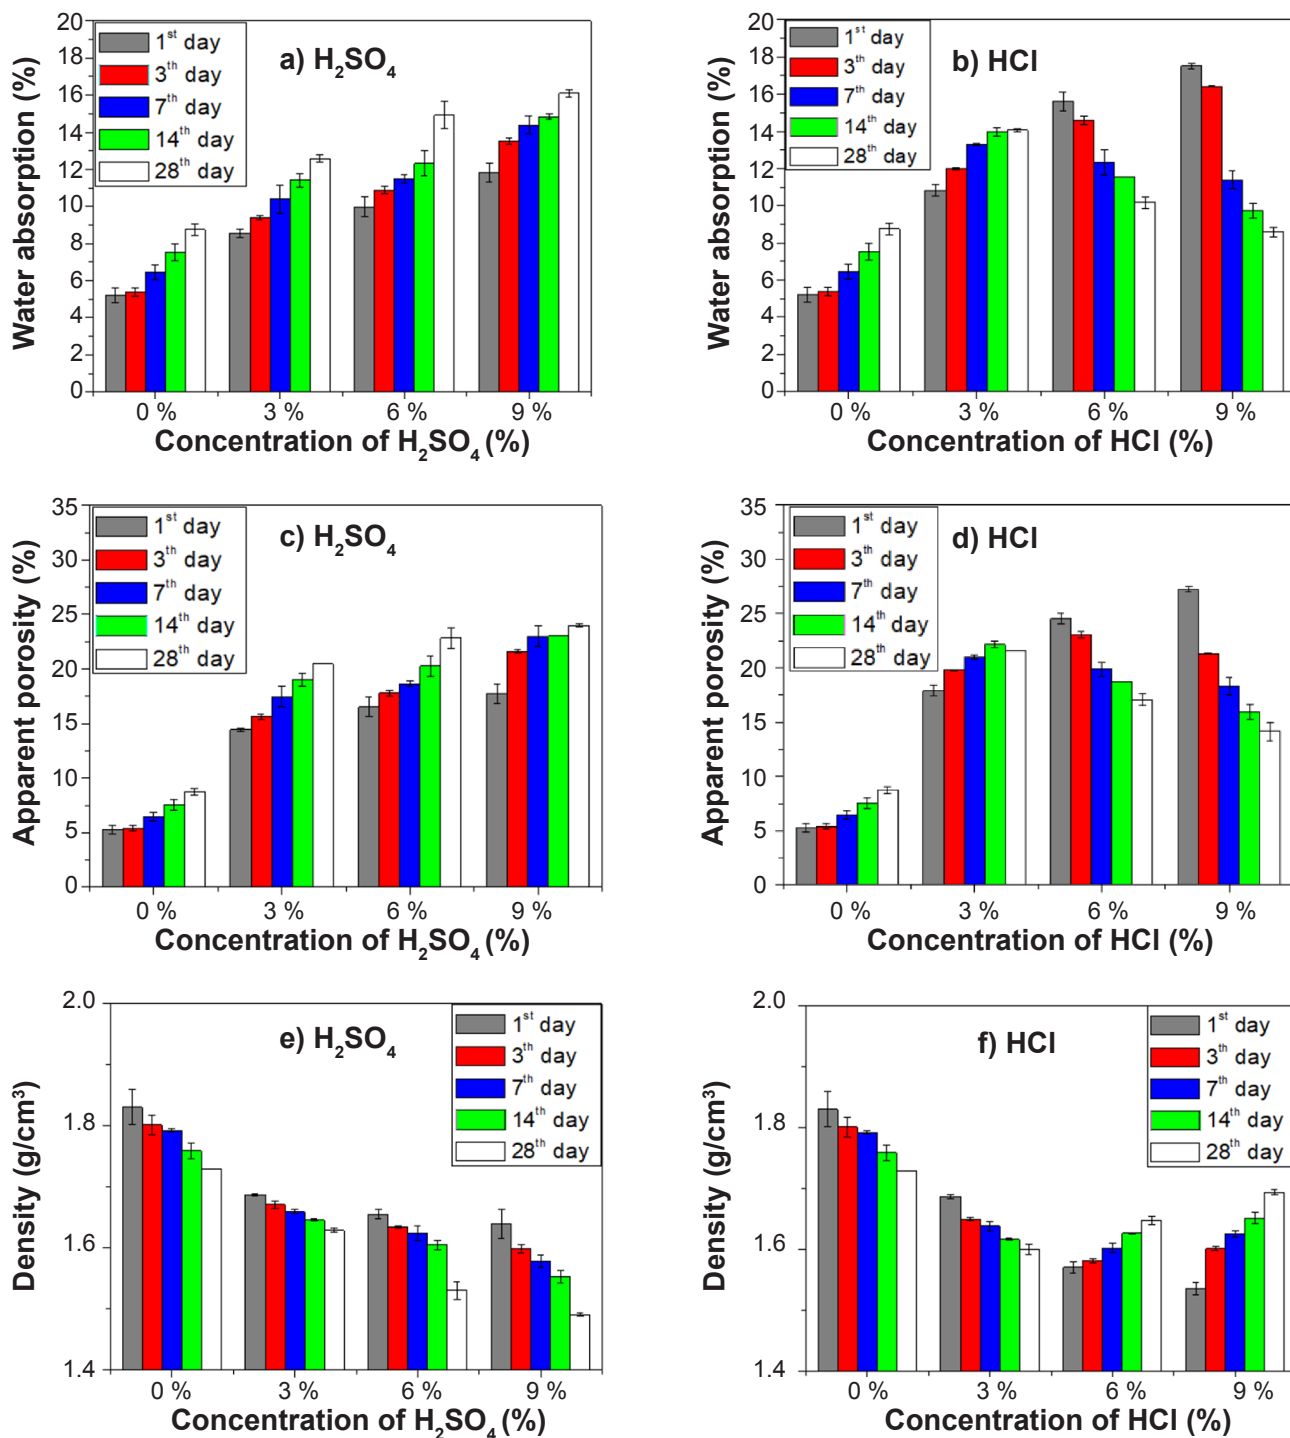 a) H₂SO₄
Water absorption (%)
20
18
16
14
12
10
8
6
4
2
0
1ˢᵗ day
3ᵗʰ day
7ᵗʰ day
14ᵗʰ day
28ᵗʰ day
0 % 3 % 6 % 9 %
Concentration of H₂SO₄ (%)
b) HCl
Water absorption (%)
20
18
16
14
12
10
8
6
4
2
0
1ˢᵗ day
3ᵗʰ day
7ᵗʰ day
14ᵗʰ day
28ᵗʰ day
0 % 3 % 6 % 9 %
Concentration of HCl (%)
c) H₂SO₄
Apparent porosity (%)
35
30
25
20
15
10
5
0
1ˢᵗ day
3ᵗʰ day
7ᵗʰ day
14ᵗʰ day
28ᵗʰ day
0 % 3 % 6 % 9 %
Concentration of H₂SO₄ (%)
d) HCl
Apparent porosity (%)
35
30
25
20
15
10
5
0
1ˢᵗ day
3ᵗʰ day
7ᵗʰ day
14ᵗʰ day
28ᵗʰ day
0 % 3 % 6 % 9 %
Concentration of HCl (%)
e) H₂SO₄
Density (g/cm³)
2.0
1.8
1.6
1.4
1ˢᵗ day
3ᵗʰ day
7ᵗʰ day
14ᵗʰ day
28ᵗʰ day
0 % 3 % 6 % 9 %
Concentration of H₂SO₄ (%)
f) HCl
Density (g/cm³)
2.0
1.8
1.6
1.4
1ˢᵗ day
3ᵗʰ day
7ᵗʰ day
14ᵗʰ day
28ᵗʰ day
0 % 3 % 6 % 9 %
Concentration of HCl (%)